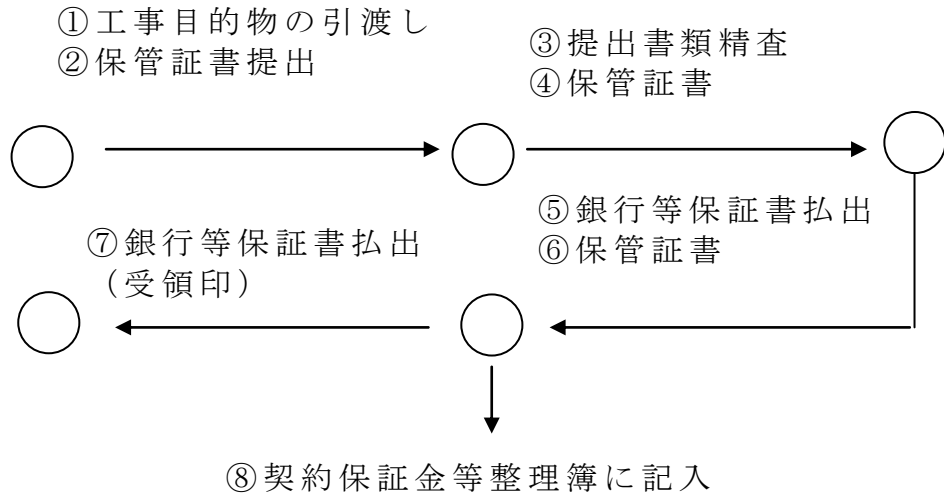 ①工事目的物の引渡し
②保管証書提出
③提出書類精査
④保管証書
⑤銀行等保証書払出
⑥保管証書
⑦銀行等保証書払出
(受領印)
⑧契約保証金等整理簿に記入